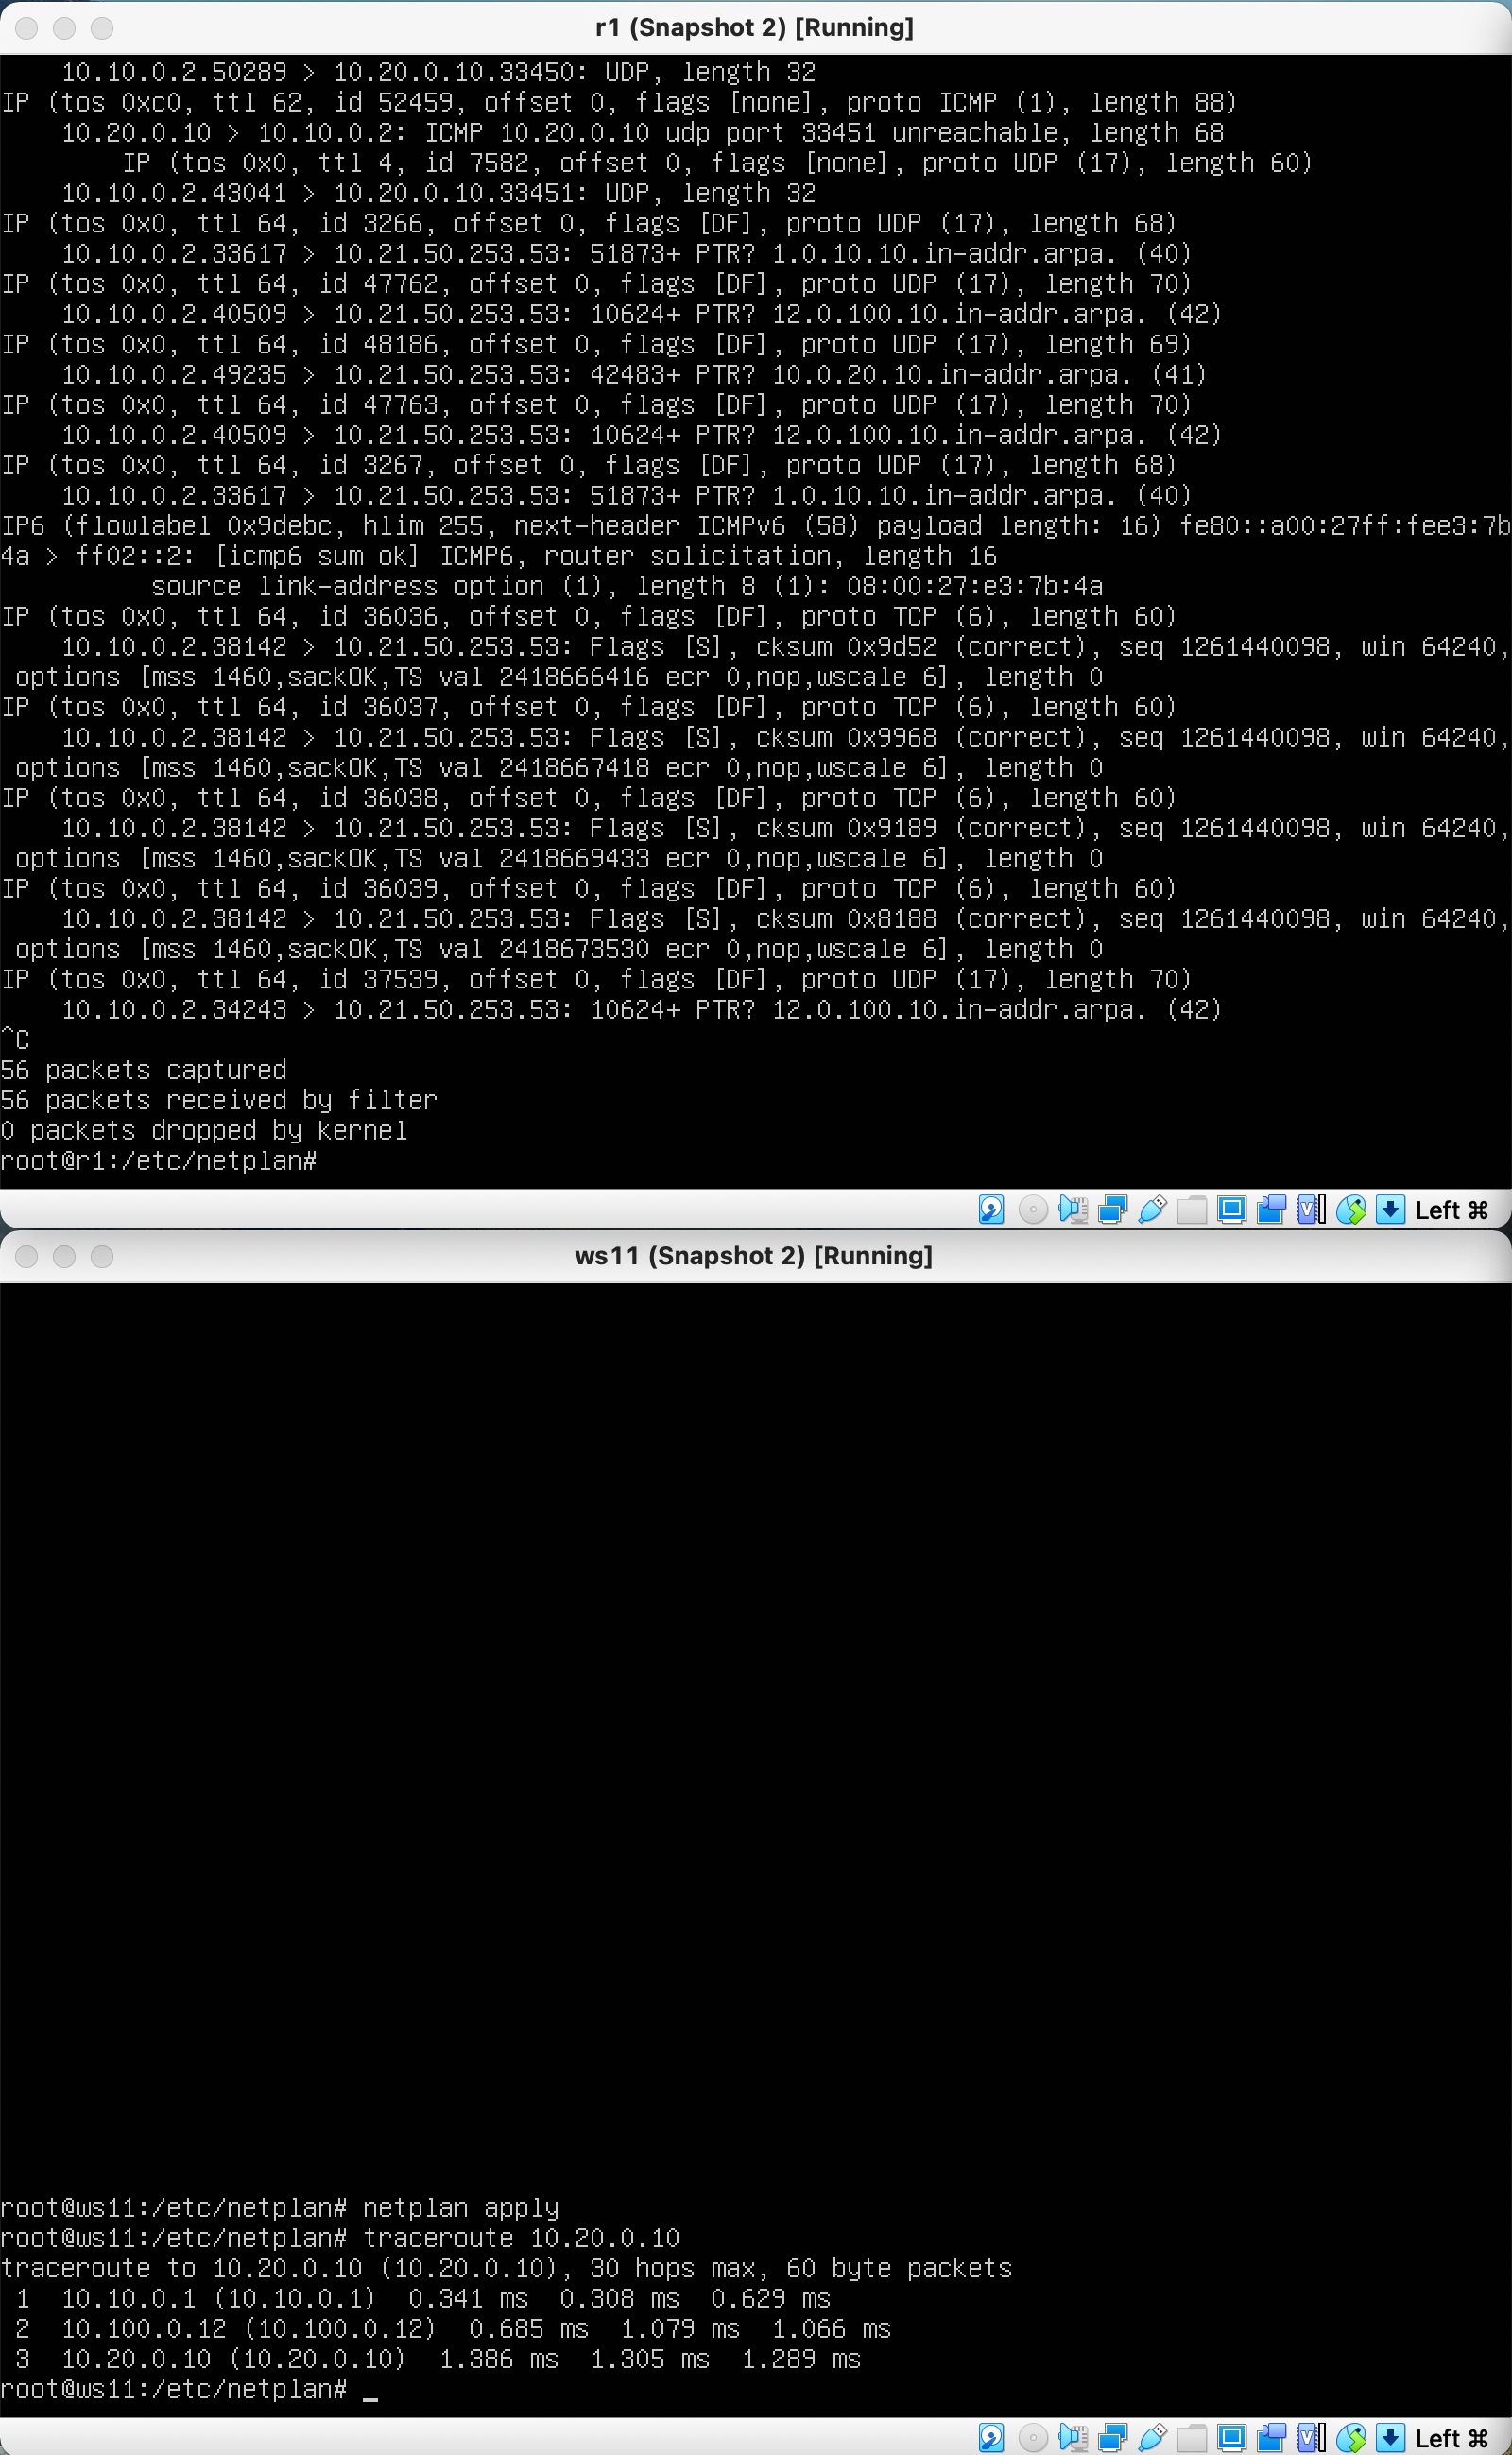 r1 (Snapshot 2) [Running]
    10.10.0.2.50289 > 10.20.0.10.33450: UDP, length 32
IP (tos 0xc0, ttl 62, id 52459, offset 0, flags [none], proto ICMP (1), length 88)
    10.20.0.10 > 10.10.0.2: ICMP 10.20.0.10 udp port 33451 unreachable, length 68
        IP (tos 0x0, ttl 4, id 7582, offset 0, flags [none], proto UDP (17), length 60)
    10.10.0.2.43041 > 10.20.0.10.33451: UDP, length 32
IP (tos 0x0, ttl 64, id 3266, offset 0, flags [DF], proto UDP (17), length 68)
    10.10.0.2.33617 > 10.21.50.253.53: 51873+ PTR? 1.0.10.10.in-addr.arpa. (40)
IP (tos 0x0, ttl 64, id 47762, offset 0, flags [DF], proto UDP (17), length 70)
    10.10.0.2.40509 > 10.21.50.253.53: 10624+ PTR? 12.0.100.10.in-addr.arpa. (42)
IP (tos 0x0, ttl 64, id 48186, offset 0, flags [DF], proto UDP (17), length 69)
    10.10.0.2.49235 > 10.21.50.253.53: 42483+ PTR? 10.0.20.10.in-addr.arpa. (41)
IP (tos 0x0, ttl 64, id 47763, offset 0, flags [DF], proto UDP (17), length 70)
    10.10.0.2.40509 > 10.21.50.253.53: 10624+ PTR? 12.0.100.10.in-addr.arpa. (42)
IP (tos 0x0, ttl 64, id 3267, offset 0, flags [DF], proto UDP (17), length 68)
    10.10.0.2.33617 > 10.21.50.253.53: 51873+ PTR? 1.0.10.10.in-addr.arpa. (40)
IP6 (flowlabel 0x9debc, hlim 255, next-header ICMPv6 (58) payload length: 16) fe80::a00:27ff:fee3:7b
4a > ff02::2: [icmp6 sum ok] ICMP6, router solicitation, length 16
          source link-address option (1), length 8 (1): 08:00:27:e3:7b:4a
IP (tos 0x0, ttl 64, id 36036, offset 0, flags [DF], proto TCP (6), length 60)
    10.10.0.2.38142 > 10.21.50.253.53: Flags [S], cksum 0x9d52 (correct), seq 1261440098, win 64240,
 options [mss 1460,sackOK,TS val 2418666416 ecr 0,nop,wscale 6], length 0
IP (tos 0x0, ttl 64, id 36037, offset 0, flags [DF], proto TCP (6), length 60)
    10.10.0.2.38142 > 10.21.50.253.53: Flags [S], cksum 0x9968 (correct), seq 1261440098, win 64240,
 options [mss 1460,sackOK,TS val 2418667418 ecr 0,nop,wscale 6], length 0
IP (tos 0x0, ttl 64, id 36038, offset 0, flags [DF], proto TCP (6), length 60)
    10.10.0.2.38142 > 10.21.50.253.53: Flags [S], cksum 0x9189 (correct), seq 1261440098, win 64240,
 options [mss 1460,sackOK,TS val 2418669433 ecr 0,nop,wscale 6], length 0
IP (tos 0x0, ttl 64, id 36039, offset 0, flags [DF], proto TCP (6), length 60)
    10.10.0.2.38142 > 10.21.50.253.53: Flags [S], cksum 0x8188 (correct), seq 1261440098, win 64240,
 options [mss 1460,sackOK,TS val 2418673530 ecr 0,nop,wscale 6], length 0
IP (tos 0x0, ttl 64, id 37539, offset 0, flags [DF], proto UDP (17), length 70)
    10.10.0.2.34243 > 10.21.50.253.53: 10624+ PTR? 12.0.100.10.in-addr.arpa. (42)
^C
56 packets captured
56 packets received by filter
0 packets dropped by kernel
root@r1:/etc/netplan#
Left ⌘
ws11 (Snapshot 2) [Running]
root@ws11:/etc/netplan# netplan apply
root@ws11:/etc/netplan# traceroute 10.20.0.10
traceroute to 10.20.0.10 (10.20.0.10), 30 hops max, 60 byte packets
 1  10.10.0.1 (10.10.0.1)  0.341 ms  0.308 ms  0.629 ms
 2  10.100.0.12 (10.100.0.12)  0.685 ms  1.079 ms  1.066 ms
 3  10.20.0.10 (10.20.0.10)  1.386 ms  1.305 ms  1.289 ms
root@ws11:/etc/netplan# _
Left ⌘